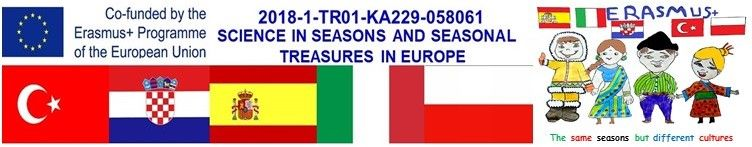 Co-funded by the
Erasmus+ Programme
of the European Union
2018-1-TR01-KA229-058061
SCIENCE IN SEASONS AND SEASONAL
TREASURES IN EUROPE
ERASMUS+
The same seasons but different cultures